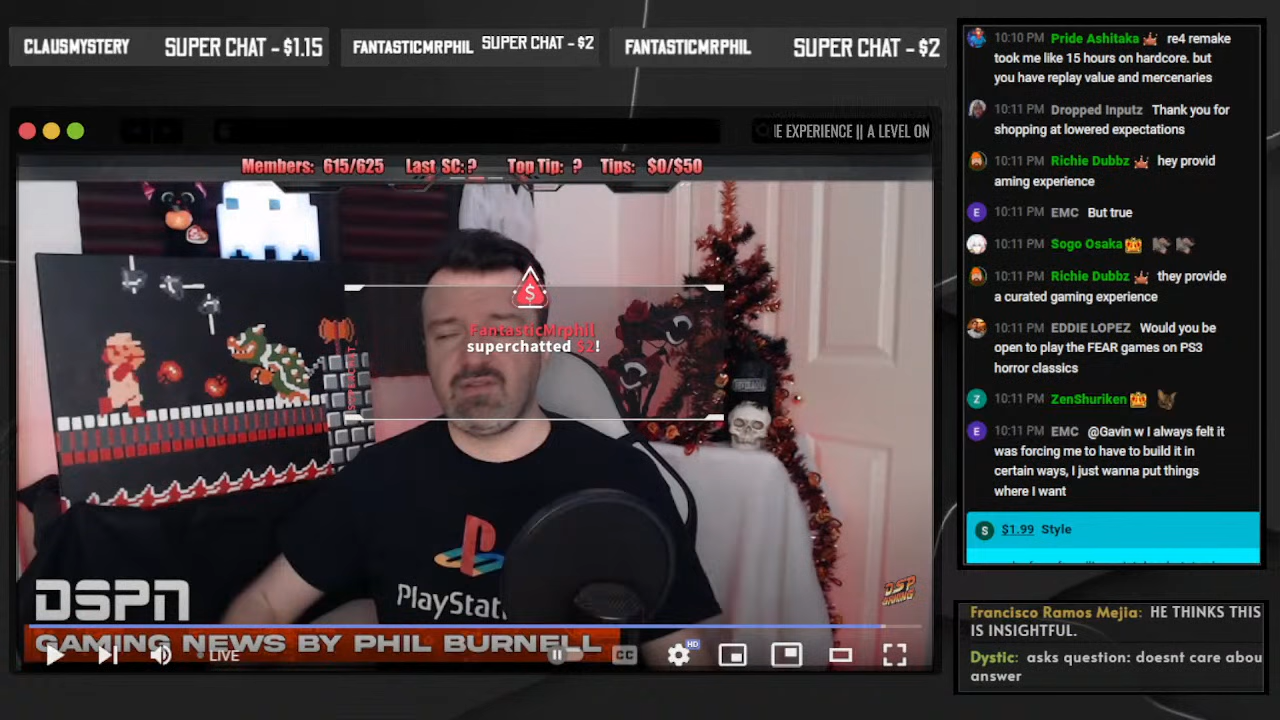 CLAUSMYSTERY SUPER CHAT - $1.15
FANTASTICMRPHIL SUPER CHAT - $2
FANTASTICMRPHIL SUPER CHAT - $2
E EXPERIENCE || A LEVEL ON
Members: 615/625 Last SC: ? Top Tip: ? Tips: $0/$50
$
FantasticMrphil
superchatted $2!
PlayStat
DSP
GAMING
DSPN
GAMING NEWS BY PHIL BURNELL
LIVE
CC
HD
10:10 PM Pride Ashitaka re4 remake
took me like 15 hours on hardcore. but
you have replay value and mercenaries
10:11 PM Dropped Inputz Thank you for
shopping at lowered expectations
10:11 PM Richie Dubbz hey provid
aming experience
E 10:11 PM EMC But true
10:11 PM Sogo Osaka
10:11 PM Richie Dubbz they provide
a curated gaming experience
10:11 PM EDDIE LOPEZ Would you be
open to play the FEAR games on PS3
horror classics
Z 10:11 PM ZenShuriken
E 10:11 PM EMC @Gavin w I always felt it
was forcing me to have to build it in
certain ways, I just wanna put things
where I want
S $1.99 Style
Francisco Ramos Mejia: HE THINKS THIS
IS INSIGHTFUL.
Dystic: asks question: doesnt care abou
answer